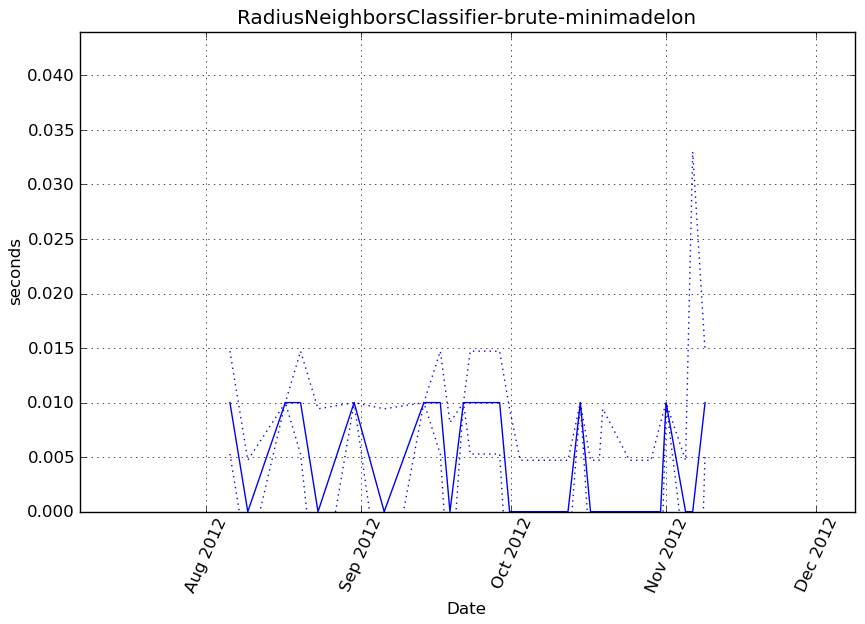 RadiusNeighborsClassifier-brute-minimadelon
0.040
0.035
0.030
0.025
0.020
0.015
0.010
0.005
0.000
seconds
Aug 2012
Sep 2012
Oct 2012
Nov 2012
Dec 2012
Date